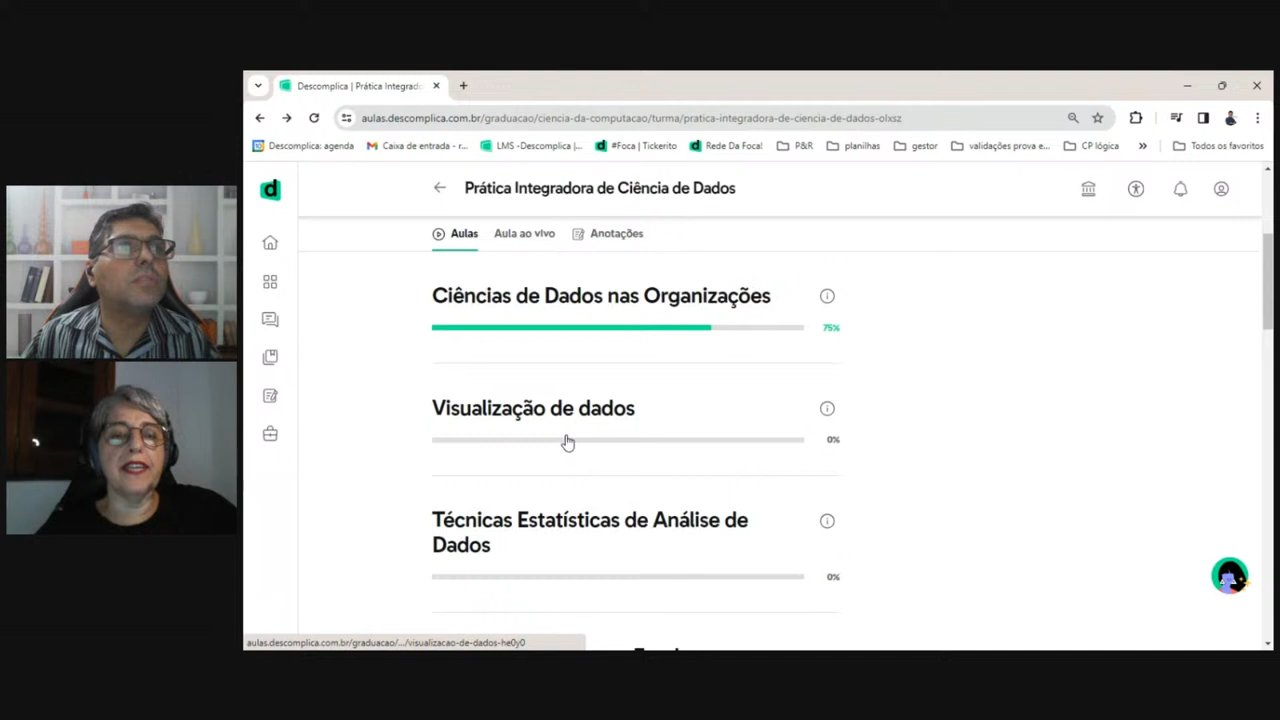 Descomplica | Prática Integrad
aulas.descomplica.com.br/graduacao/ciencia-da-computacao/turma/pratica-integradora-de-ciencia-de-dados-olxsz
Descomplica: agenda
Caixa de entrada - r...
LMS -Descomplica |...
#Foca | Tickerito
Rede Da Foca!
P&R
planilhas
gestor
validações prova e...
CP lógica
»
Todos os favoritos
d
Prática Integradora de Ciência de Dados
Aulas
Aula ao vivo
Anotações
Ciências de Dados nas Organizações
75%
Visualização de dados
0%
Técnicas Estatísticas de Análise de
Dados
0%
aulas.descomplica.com.br/graduacao/.../visualizacao-de-dados-he0y0